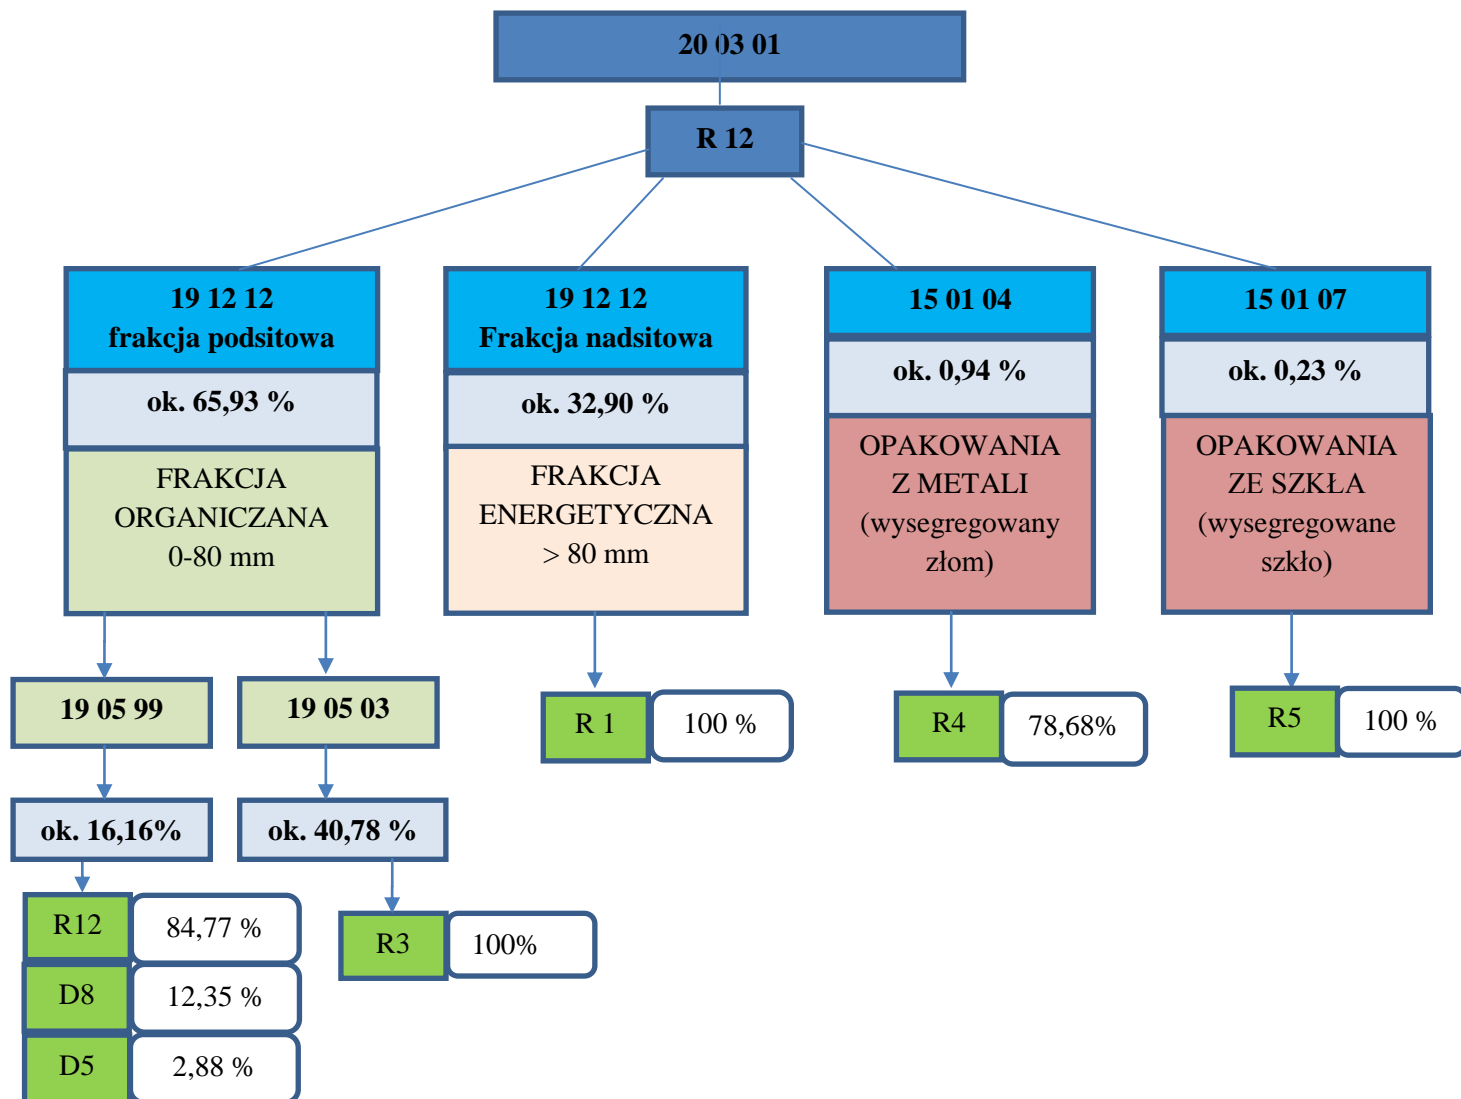 20 03 01
R 12
19 12 12
frakcja podsitowa
ok. 65,93 %
FRAKCJA
ORGANICZANA
0-80 mm
19 12 12
Frakcja nadsitowa
ok. 32,90 %
FRAKCJA
ENERGETYCZNA
> 80 mm
15 01 04
ok. 0,94 %
OPAKOWANIA
Z METALI
(wysegregowany
złom)
15 01 07
ok. 0,23 %
OPAKOWANIA
ZE SZKŁA
(wysegregowane
szkło)
19 05 99
19 05 03
R 1
100 %
R4
78,68%
R5
100 %
ok. 16,16%
ok. 40,78 %
R12
84,77 %
D8
12,35 %
D5
2,88 %
R3
100%